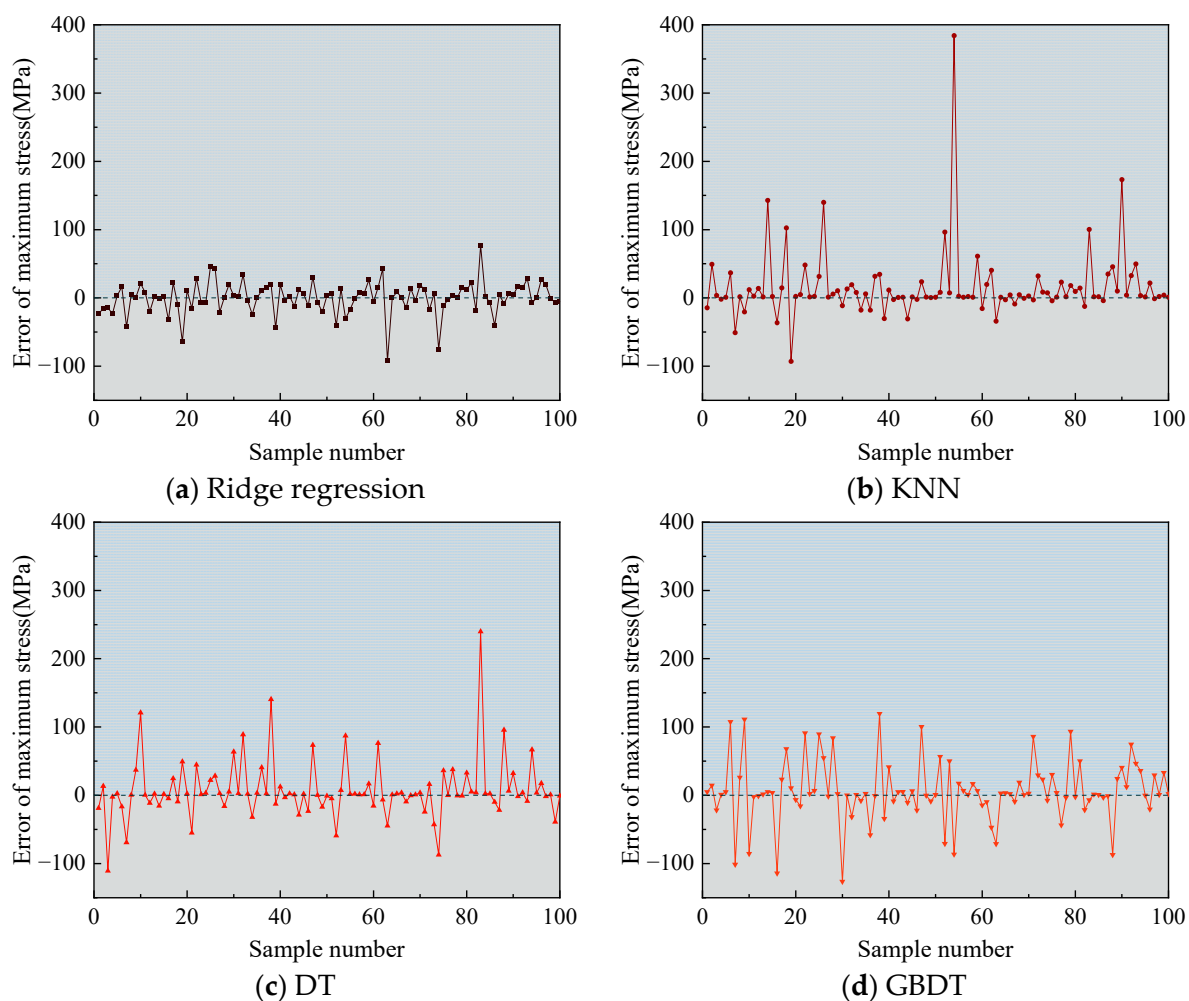 400
300
200
100
0
−100
Error of maximum stress(MPa)
0 20 40 60 80 100
Sample number
(a) Ridge regression
400
300
200
100
0
−100
Error of maximum stress(MPa)
0 20 40 60 80 100
Sample number
(b) KNN
400
300
200
100
0
−100
Error of maximum stress(MPa)
0 20 40 60 80 100
Sample number
(c) DT
400
300
200
100
0
−100
Error of maximum stress(MPa)
0 20 40 60 80 100
Sample number
(d) GBDT